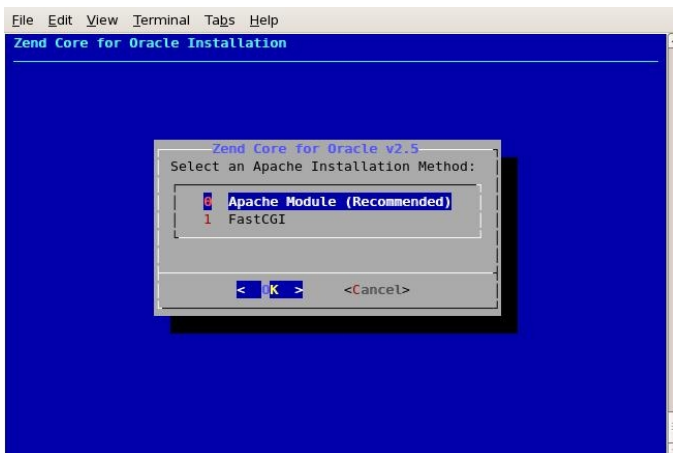 File Edit View Terminal Tabs Help
Zend Core for Oracle Installation
Zend Core for Oracle v2.5
Select an Apache Installation Method:
0 Apache Module (Recommended)
1 FastCGI
< OK > <Cancel>